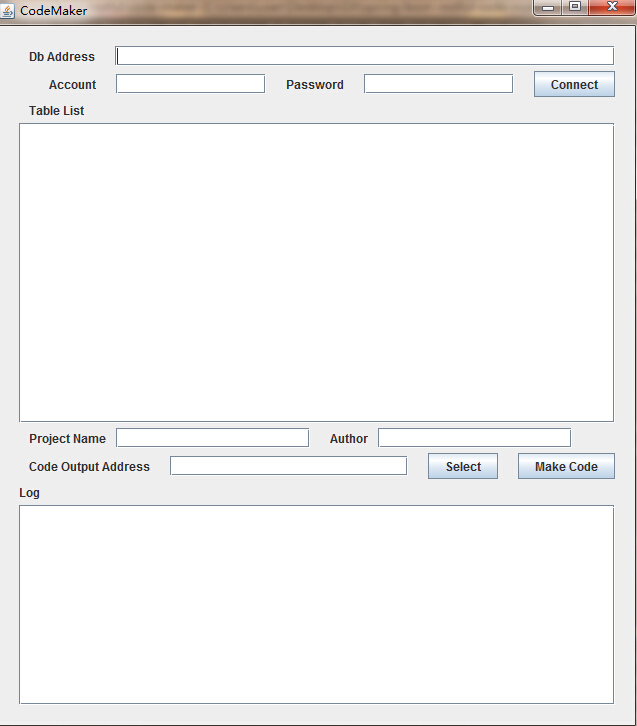 CodeMaker
Db Address
Account Password Connect
Table List
Project Name Author
Code Output Address Select Make Code
Log